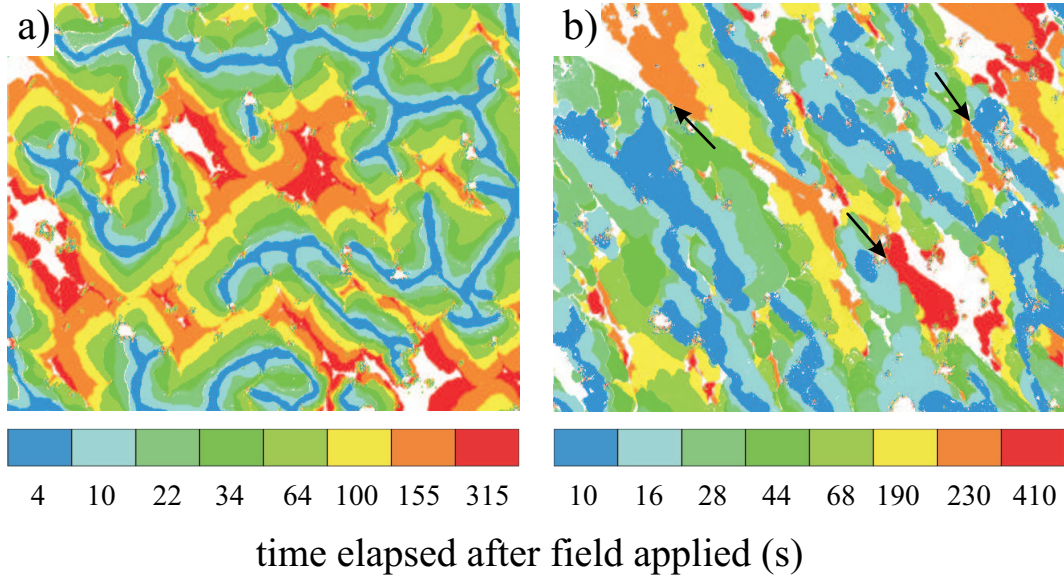 a)
b)
4 10 22 34 64 100 155 315
10 16 28 44 68 190 230 410
time elapsed after field applied (s)